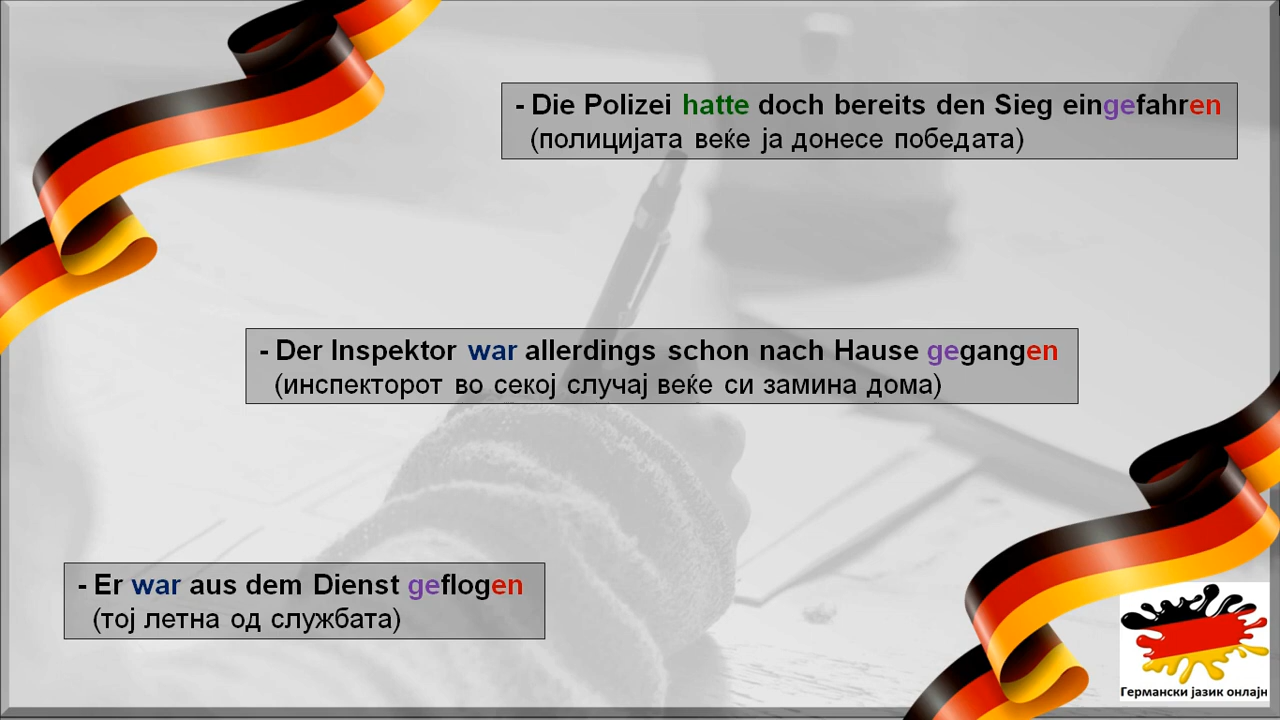 - Die Polizei hatte doch bereits den Sieg eingefahren
(полицијата веќе ја донесе победата)
- Der Inspektor war allerdings schon nach Hause gegangen
(инспекторот во секој случај веќе си замина дома)
- Er war aus dem Dienst geflogen
(тој летна од службата)
Германски јазик онлајн